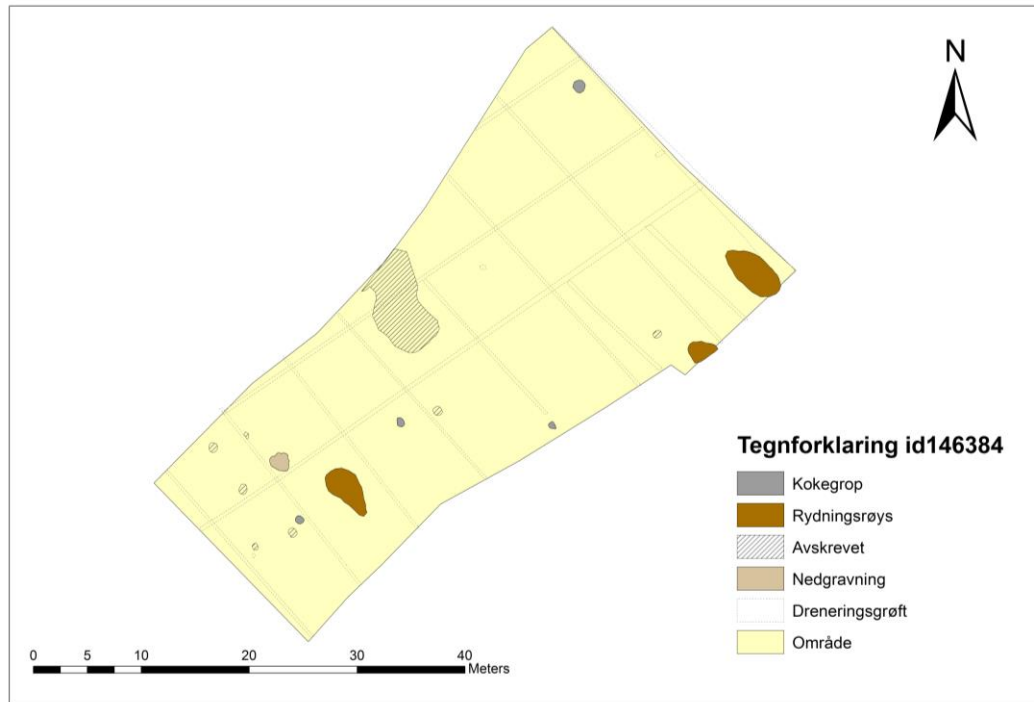 N
Tegnforklaring id146384
Kokegrop
Rydningsrøys
Avskrevet
Nedgravning
Dreneringsgrøft
Område
0 5 10 20 30 40
Meters